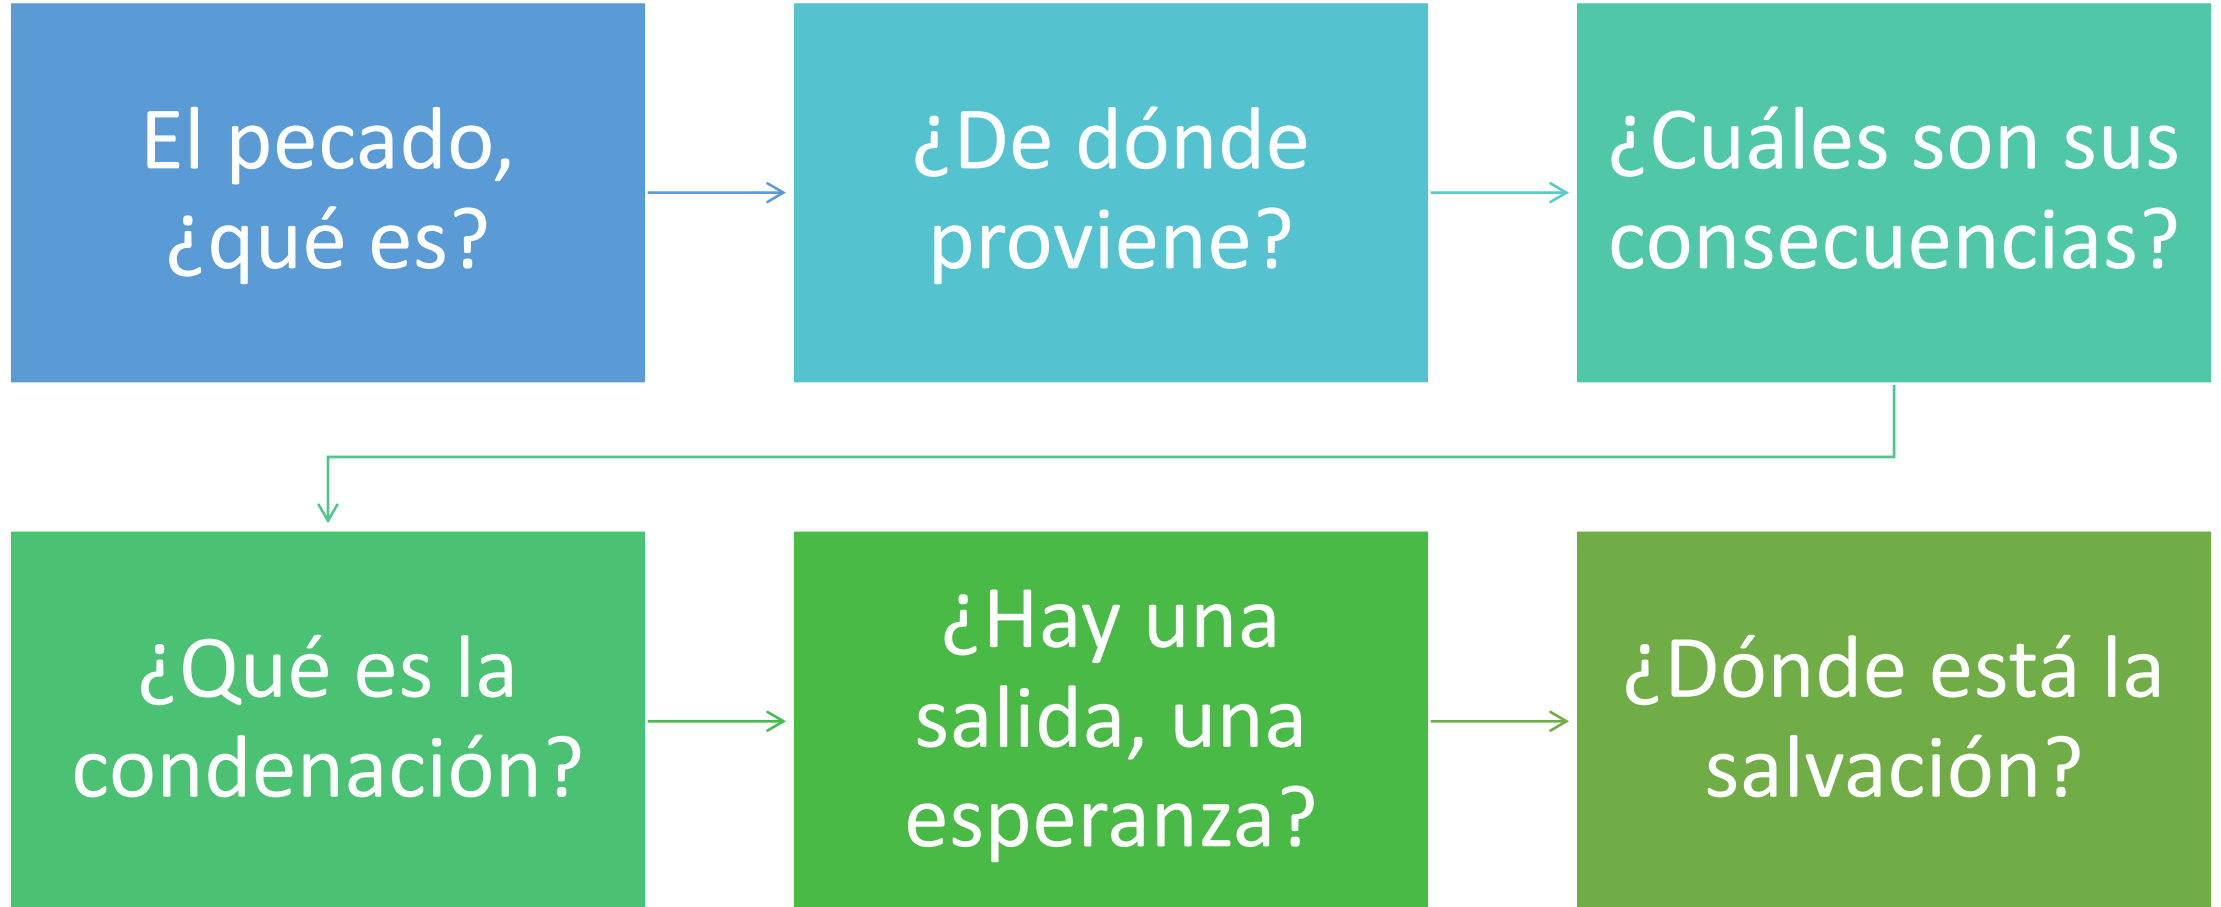 El pecado,
¿qué es?
¿De dónde
proviene?
¿Cuáles son sus
consecuencias?
¿Qué es la
condenación?
¿Hay una
salida, una
esperanza?
¿Dónde está la
salvación?